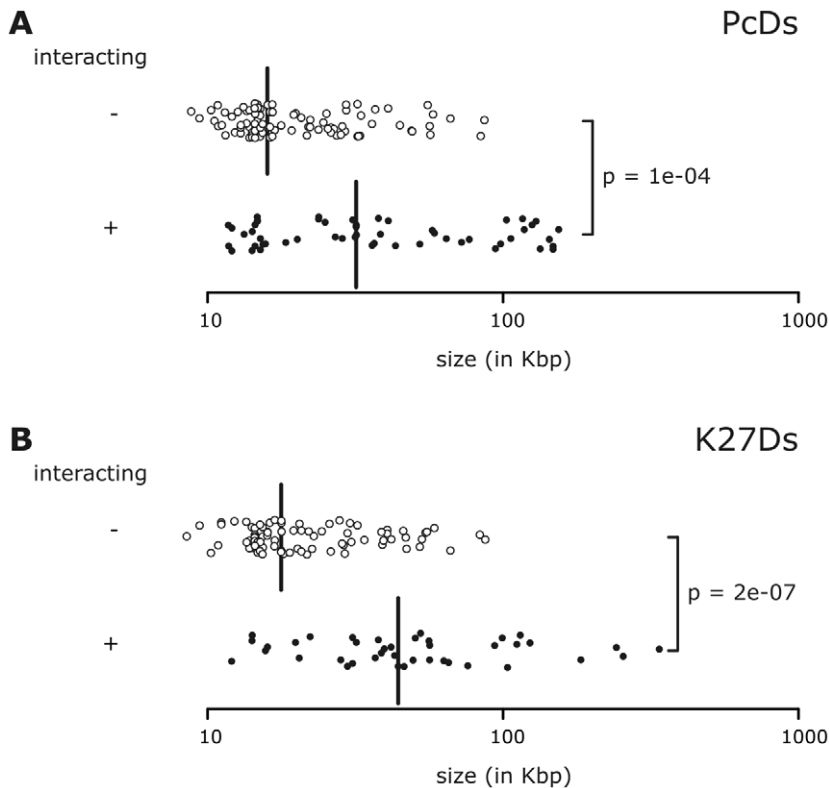 A
PcDs
interacting
-
p = 1e-04
+
10 100 1000
size (in Kbp)
B
K27Ds
interacting
-
p = 2e-07
+
10 100 1000
size (in Kbp)